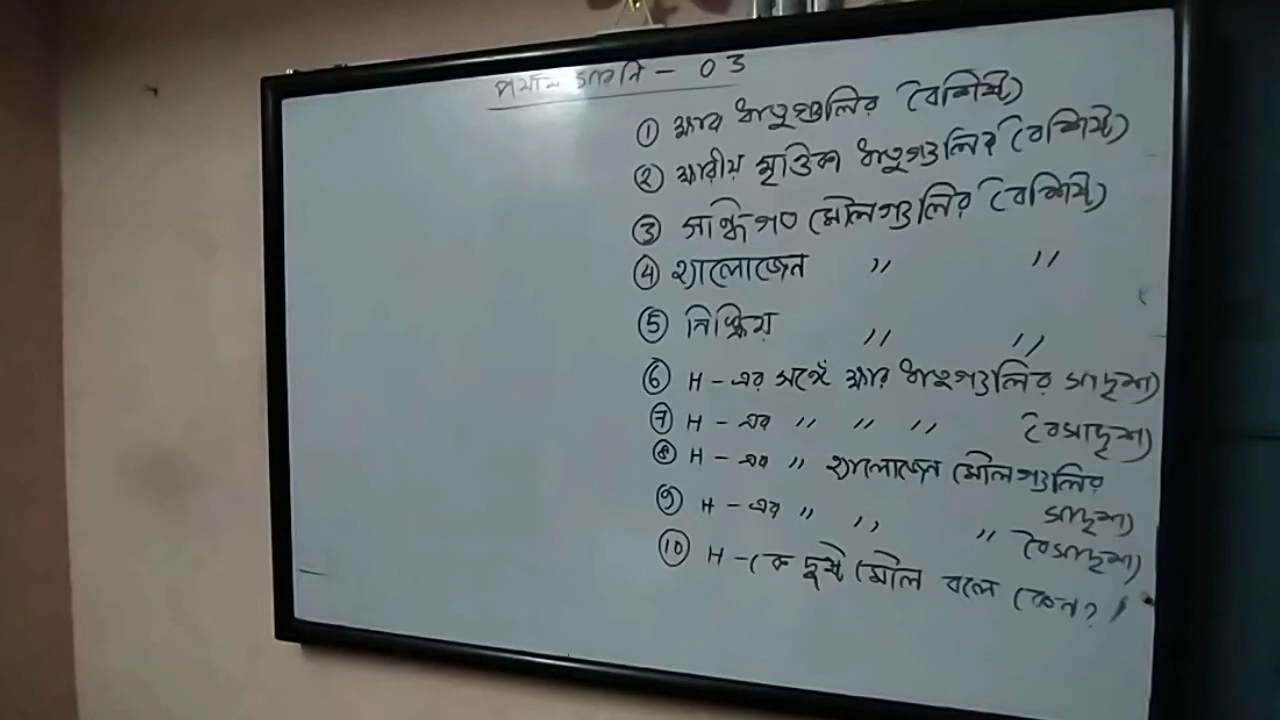 পর্যায় সারণি - 03
① ক্ষার ধাতুগুলির বৈশিষ্ট্য
② ক্ষারীয় মৃত্তিকা ধাতুগুলির বৈশিষ্ট্য
③ সন্ধিগত মৌলগুলির বৈশিষ্ট্য
④ হ্যালোজেন " "
⑤ নিষ্ক্রিয় " "
⑥ H - এর সঙ্গে ক্ষার ধাতুগুলির সাদৃশ্য
⑦ H - এর " " " বৈসাদৃশ্য
⑧ H - এর " হ্যালোজেন মৌলগুলির
সাদৃশ্য
⑨ H - এর " " " বৈসাদৃশ্য
⑩ H - কে দুষ্ট মৌল বলে কেন?